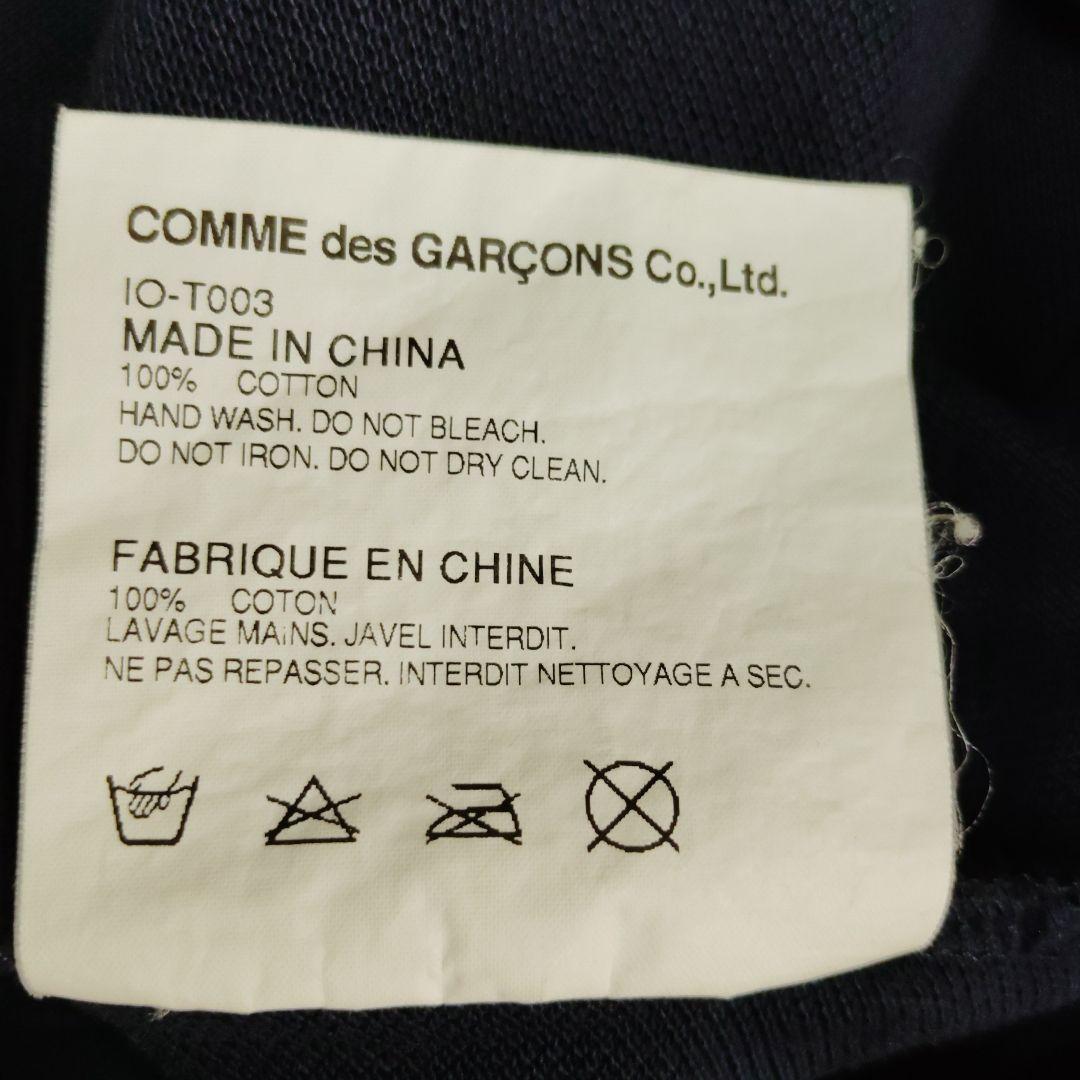 COMME des GARÇONS Co.,Ltd.
IO-T003
MADE IN CHINA
100% COTTON
HAND WASH. DO NOT BLEACH.
DO NOT IRON. DO NOT DRY CLEAN.
FABRIQUE EN CHINE
100% COTON
LAVAGE MAiNS. JAVEL INTERDIT.
NE PAS REPASSER. INTERDIT NETTOYAGE A SEC.